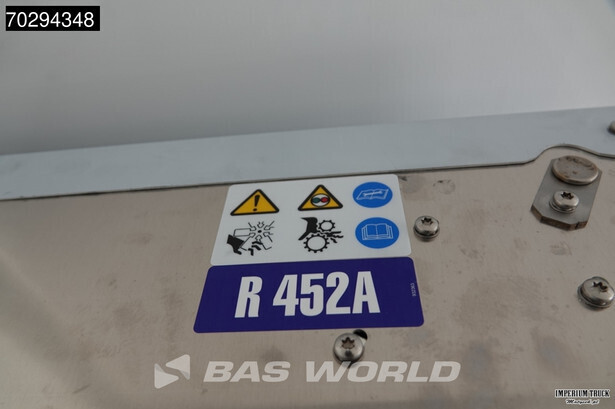 70294348
R 452A
BAS WORLD
IMPERIUM TRUCK